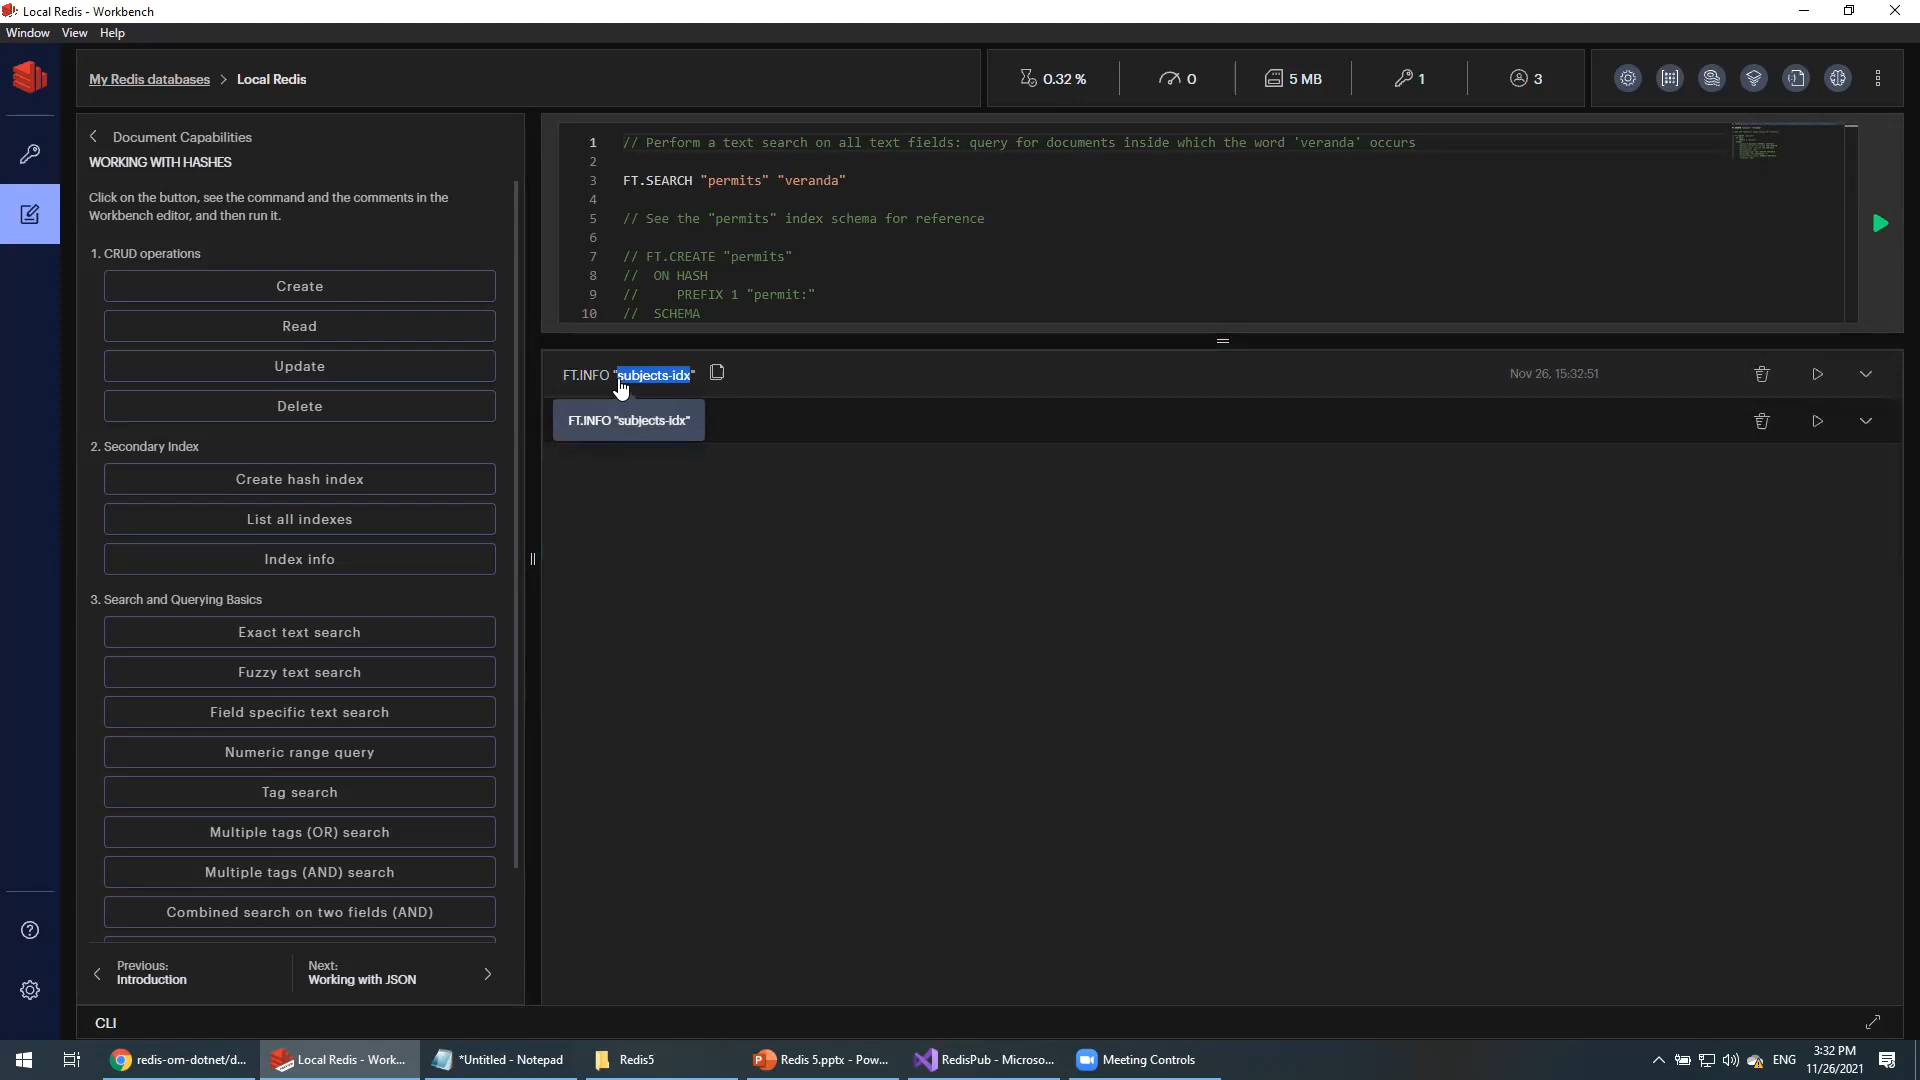 Local Redis - Workbench
Window View Help
My Redis databases > Local Redis
0.32 %
0
5 MB
1
3
Document Capabilities
WORKING WITH HASHES
Click on the button, see the command and the comments in the
Workbench editor, and then run it.
1. CRUD operations
Create
Read
Update
Delete
2. Secondary Index
Create hash index
List all indexes
Index info
3. Search and Querying Basics
Exact text search
Fuzzy text search
Field specific text search
Numeric range query
Tag search
Multiple tags (OR) search
Multiple tags (AND) search
Combined search on two fields (AND)
Previous:
Introduction
Next:
Working with JSON
1 // Perform a text search on all text fields: query for documents inside which the word 'veranda' occurs
2
3 FT.SEARCH "permits" "veranda"
4
5 // See the "permits" index schema for reference
6
7 // FT.CREATE "permits"
8 // ON HASH
9 // PREFIX 1 "permit:"
10 // SCHEMA
FT.INFO "subjects-idx"
Nov 26, 15:32:51
FT.INFO "subjects-idx"
CLI
redis-om-dotnet/d...
Local Redis - Work...
*Untitled - Notepad
Redis5
Redis 5.pptx - Pow...
RedisPub - Microso...
Meeting Controls
ENG
3:32 PM
11/26/2021